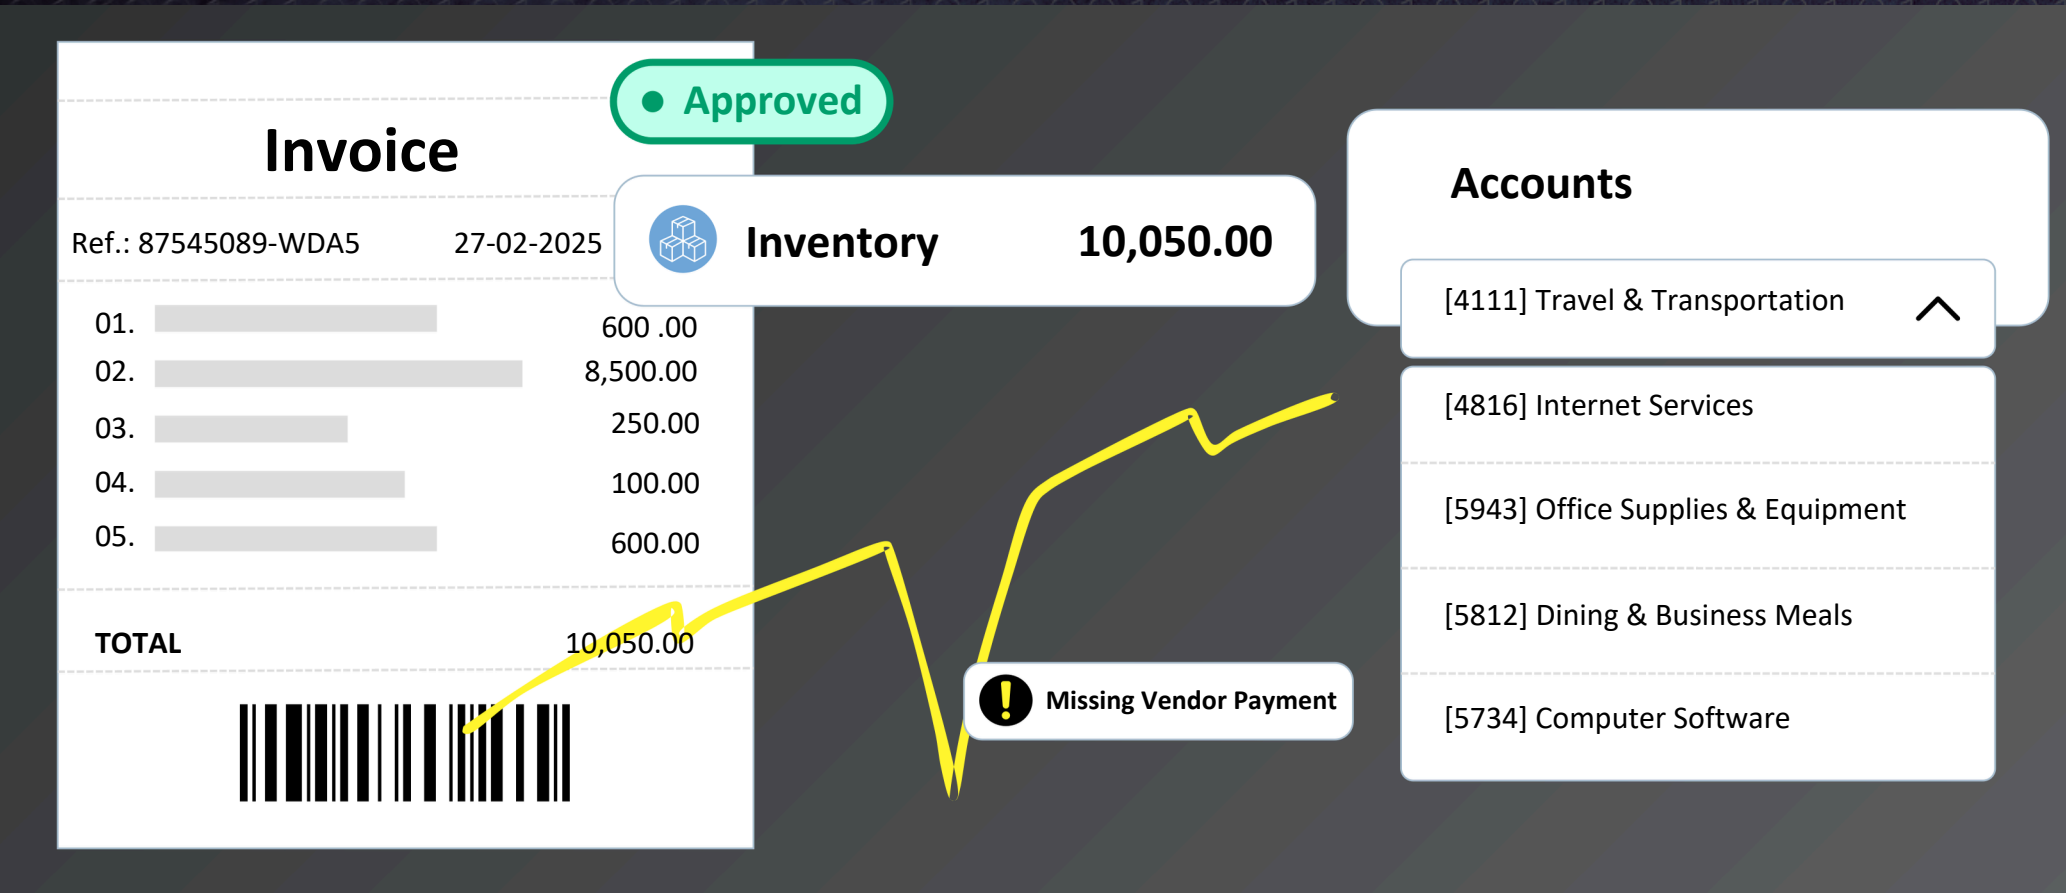 Approved
Invoice
Ref.: 87545089-WDA5 27-02-2025
Inventory 10,050.00
01. 600 .00
02. 8,500.00
03. 250.00
04. 100.00
05. 600.00
TOTAL 10,050.00
Missing Vendor Payment
Accounts
[4111] Travel & Transportation
[4816] Internet Services
[5943] Office Supplies & Equipment
[5812] Dining & Business Meals
[5734] Computer Software